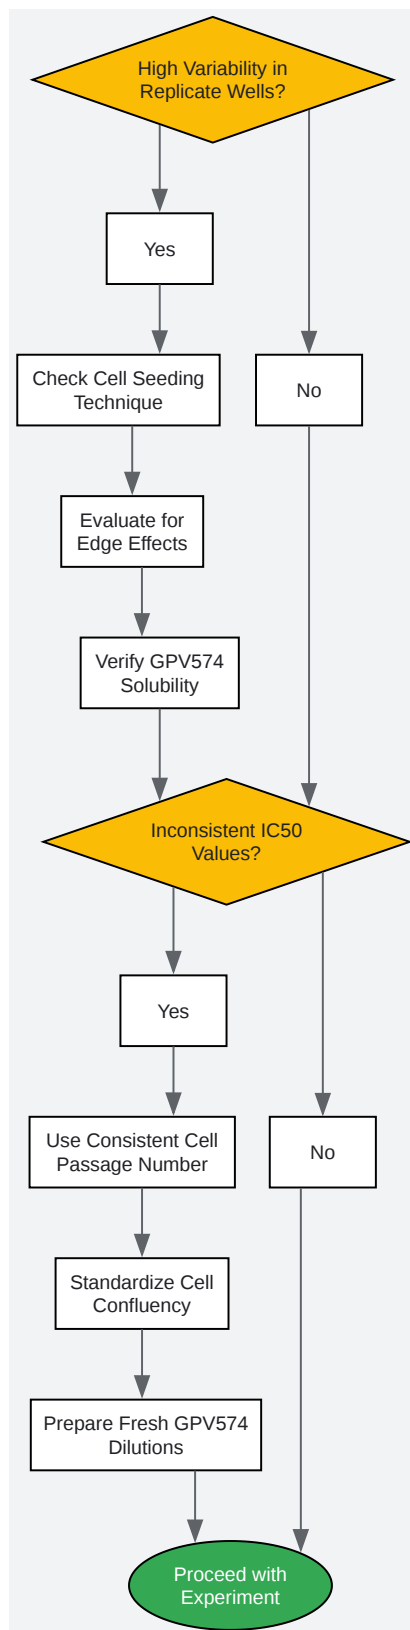 High Variability in
Replicate Wells?
Yes
Check Cell Seeding
Technique
No
Evaluate for
Edge Effects
Verify GPV574
Solubility
Inconsistent IC50
Values?
Yes
Use Consistent Cell
Passage Number
No
Standardize Cell
Confluency
Prepare Fresh GPV574
Dilutions
Proceed with
Experiment